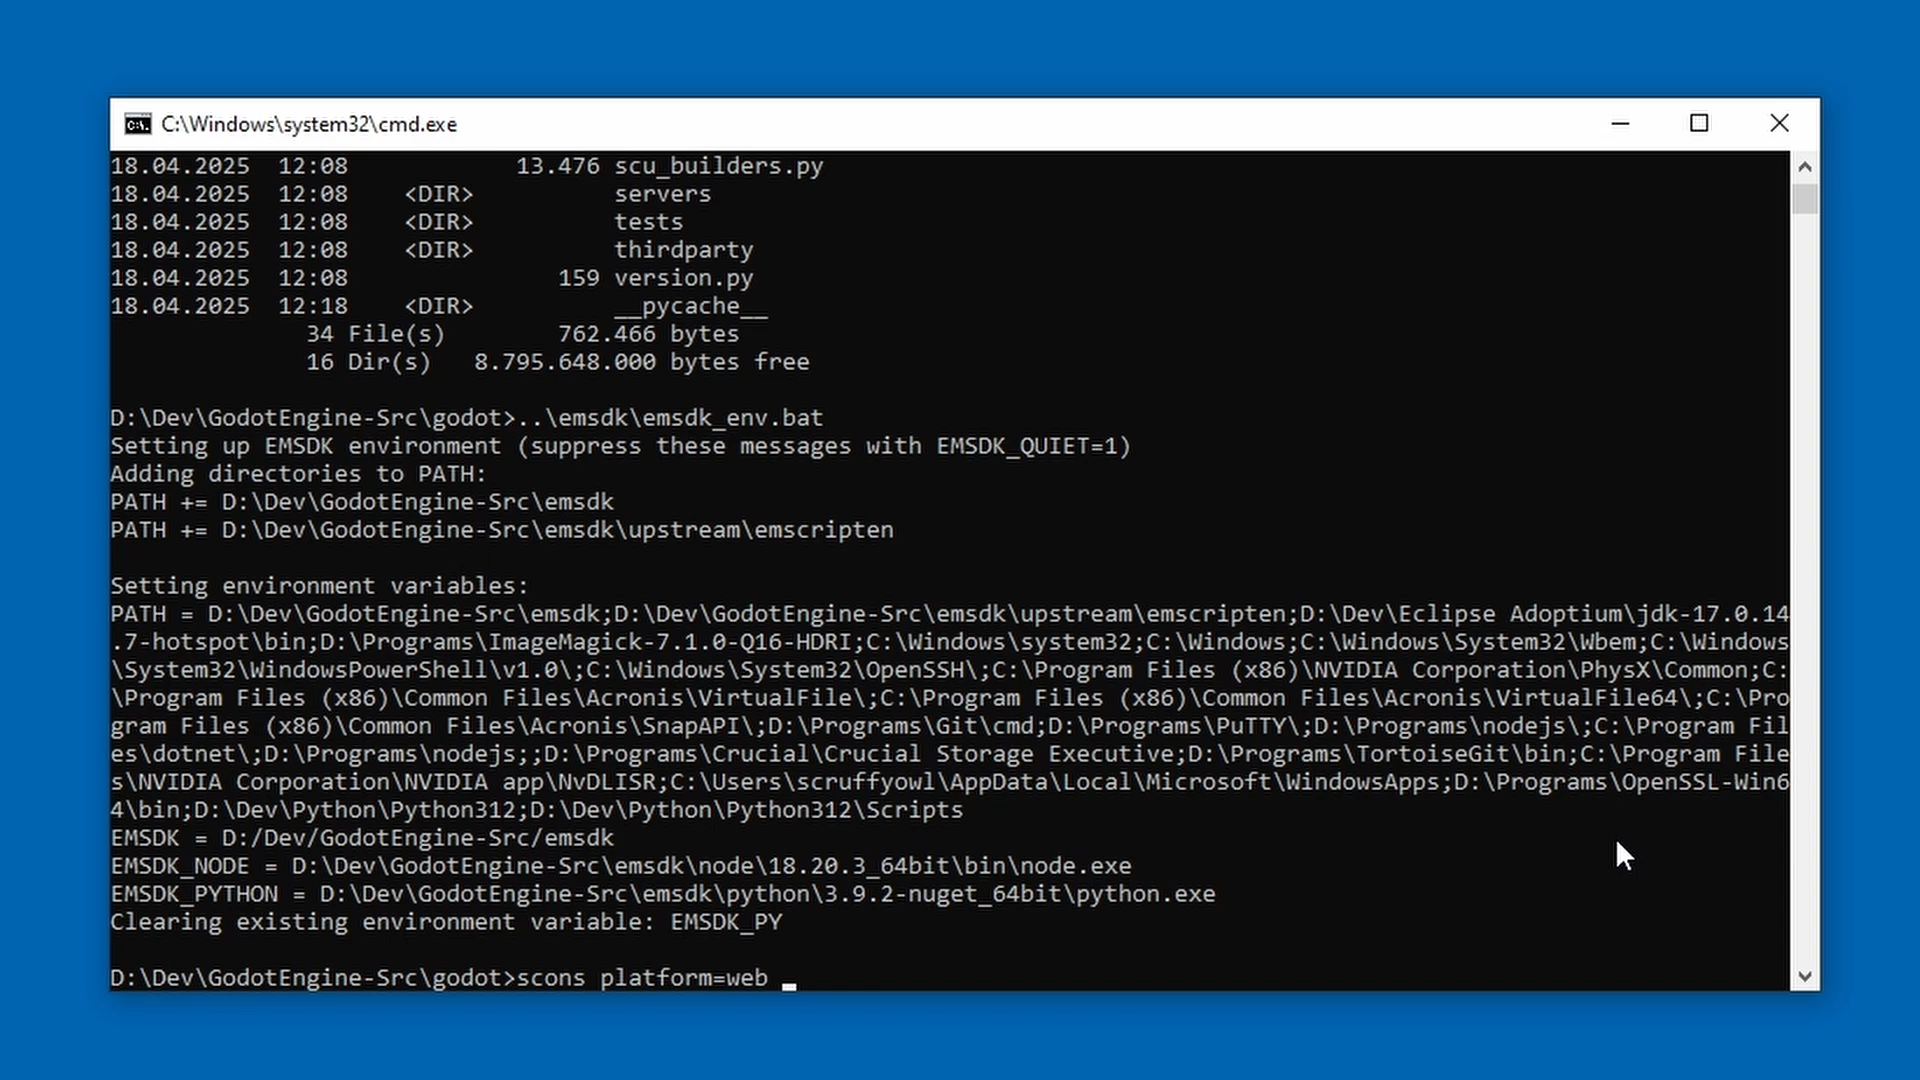 C:\Windows\system32\cmd.exe
18.04.2025  12:08            13.476 scu_builders.py
18.04.2025  12:08    <DIR>          servers
18.04.2025  12:08    <DIR>          tests
18.04.2025  12:08    <DIR>          thirdparty
18.04.2025  12:08               159 version.py
18.04.2025  12:18    <DIR>          __pycache__
              34 File(s)        762.466 bytes
              16 Dir(s)   8.795.648.000 bytes free
D:\Dev\GodotEngine-Src\godot>..\emsdk\emsdk_env.bat
Setting up EMSDK environment (suppress these messages with EMSDK_QUIET=1)
Adding directories to PATH:
PATH += D:\Dev\GodotEngine-Src\emsdk
PATH += D:\Dev\GodotEngine-Src\emsdk\upstream\emscripten
Setting environment variables:
PATH = D:\Dev\GodotEngine-Src\emsdk;D:\Dev\GodotEngine-Src\emsdk\upstream\emscripten;D:\Dev\Eclipse Adoptium\jdk-17.0.14
.7-hotspot\bin;D:\Programs\ImageMagick-7.1.0-Q16-HDRI;C:\Windows\system32;C:\Windows;C:\Windows\System32\Wbem;C:\Windows
\System32\WindowsPowerShell\v1.0\;C:\Windows\System32\OpenSSH\;C:\Program Files (x86)\NVIDIA Corporation\PhysX\Common;C:
\Program Files (x86)\Common Files\Acronis\VirtualFile\;C:\Program Files (x86)\Common Files\Acronis\VirtualFile64\;C:\Pro
gram Files (x86)\Common Files\Acronis\SnapAPI\;D:\Programs\Git\cmd;D:\Programs\PuTTY\;D:\Programs\nodejs\;C:\Program Fil
es\dotnet\;D:\Programs\nodejs;;D:\Programs\Crucial\Crucial Storage Executive;D:\Programs\TortoiseGit\bin;C:\Program File
s\NVIDIA Corporation\NVIDIA app\NvDLISR;C:\Users\scruffyowl\AppData\Local\Microsoft\WindowsApps;D:\Programs\OpenSSL-Win6
4\bin;D:\Dev\Python\Python312;D:\Dev\Python\Python312\Scripts
EMSDK = D:/Dev/GodotEngine-Src/emsdk
EMSDK_NODE = D:\Dev\GodotEngine-Src\emsdk\node\18.20.3_64bit\bin\node.exe
EMSDK_PYTHON = D:\Dev\GodotEngine-Src\emsdk\python\3.9.2-nuget_64bit\python.exe
Clearing existing environment variable: EMSDK_PY
D:\Dev\GodotEngine-Src\godot>scons platform=web